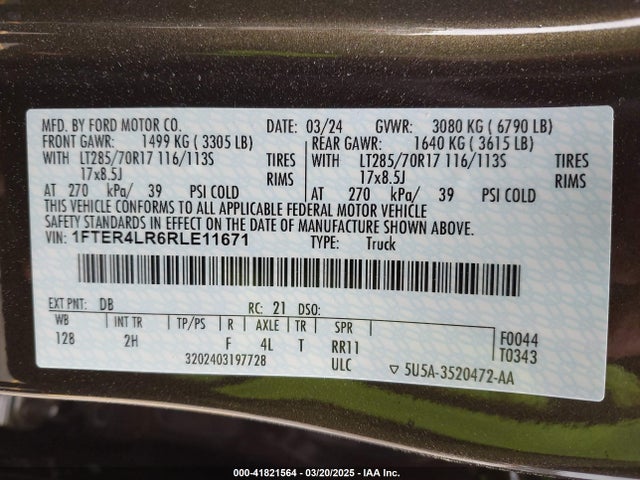 MFD. BY FORD MOTOR CO. DATE: 03/24 GVWR: 3080 KG ( 6790 LB)
FRONT GAWR: 1499 KG ( 3305 LB) REAR GAWR: 1640 KG ( 3615 LB)
WITH LT285/70R17 116/113S TIRES WITH LT285/70R17 116/113S TIRES
17x8.5J RIMS 17x8.5J RIMS
AT 270 kPa/ 39 PSI COLD AT 270 kPa/ 39 PSI COLD
THIS VEHICLE CONFORMS TO ALL APPLICABLE FEDERAL MOTOR VEHICLE
SAFETY STANDARDS IN EFFECT ON THE DATE OF MANUFACTURE SHOWN ABOVE.
VIN: 1FTER4LR6RLE11671 TYPE: Truck
EXT PNT: DB RC: 21 DSO:
WB INT TR TP/PS R AXLE TR SPR F0044
128 2H F 4L T RR11 T0343
3202403197728 ULC 5U5A-3520472-AA
000-41821564 — 03/20/2025 — IAA Inc.